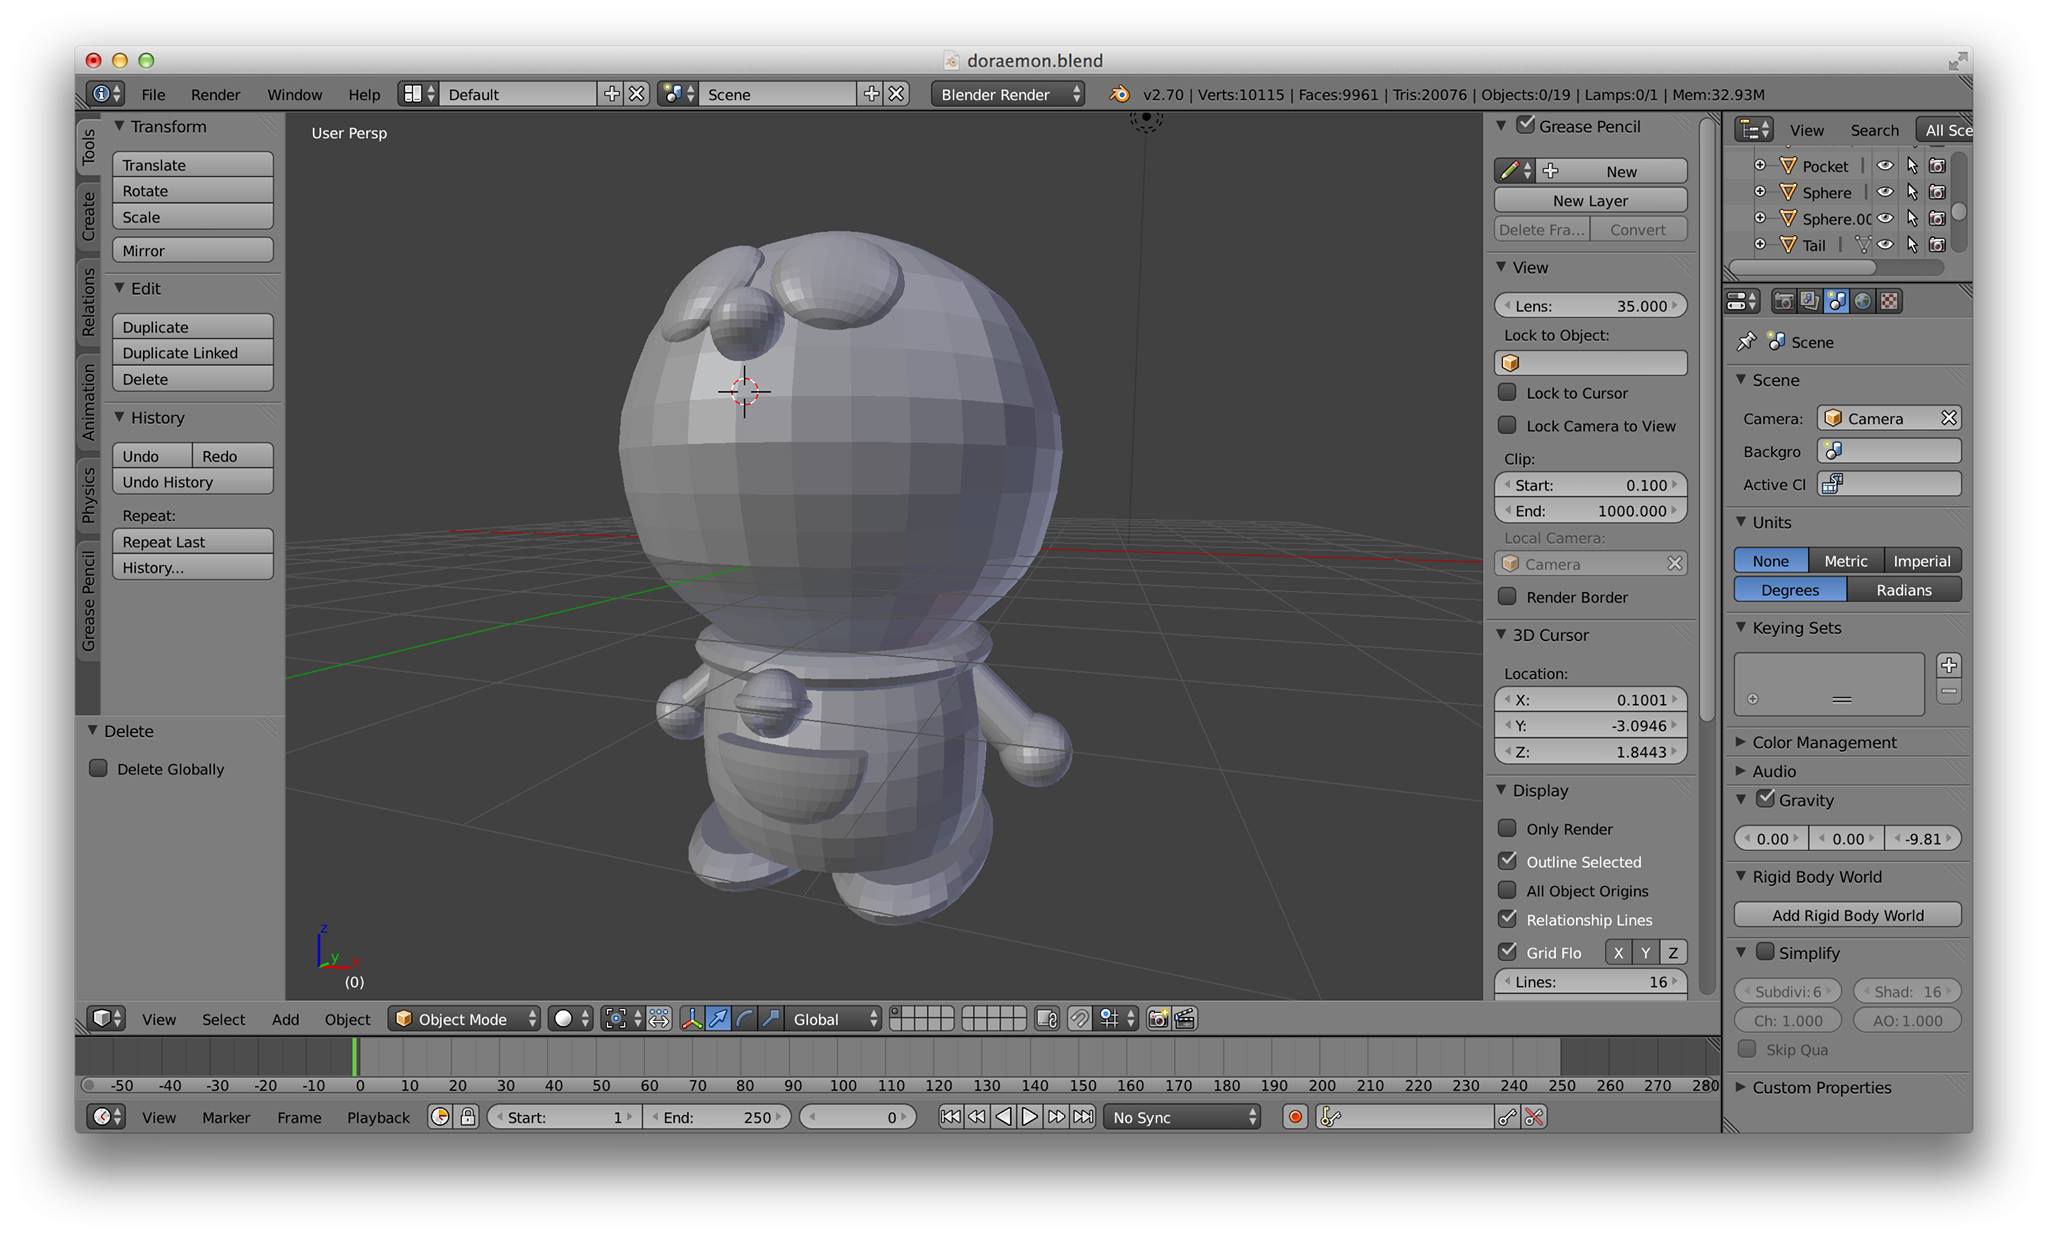 doraemon.blend
File Render Window Help Default Scene Blender Render v2.70 | Verts:10115 | Faces:9961 | Tris:20076 | Objects:0/19 | Lamps:0/1 | Mem:32.93M
Tools
Create
Relations
Animation
Physics
Grease Pencil
Transform
Translate
Rotate
Scale
Mirror
Edit
Duplicate
Duplicate Linked
Delete
History
Undo Redo
Undo History
Repeat:
Repeat Last
History...
Delete
Delete Globally
User Persp
z
y
x
(0)
Grease Pencil
New
New Layer
Delete Fra... Convert
View
Lens: 35.000
Lock to Object:
Lock to Cursor
Lock Camera to View
Clip:
Start: 0.100
End: 1000.000
Local Camera:
Camera
Render Border
3D Cursor
Location:
X: 0.1001
Y: -3.0946
Z: 1.8443
Display
Only Render
Outline Selected
All Object Origins
Relationship Lines
Grid Flo X Y Z
Lines: 16
View Search All Sce
Pocket
Sphere
Sphere.00
Tail
Scene
Scene
Camera: Camera
Backgro
Active Cl
Units
None Metric Imperial
Degrees Radians
Keying Sets
Color Management
Audio
Gravity
0.00 0.00 -9.81
Rigid Body World
Add Rigid Body World
Simplify
Subdivi: 6 Shad: 16
Ch: 1.000 AO: 1.000
Skip Qua
Custom Properties
View Select Add Object Object Mode Global
-50 -40 -30 -20 -10 0 10 20 30 40 50 60 70 80 90 100 110 120 130 140 150 160 170 180 190 200 210 220 230 240 250 260 270 280
View Marker Frame Playback Start: 1 End: 250 0 No Sync